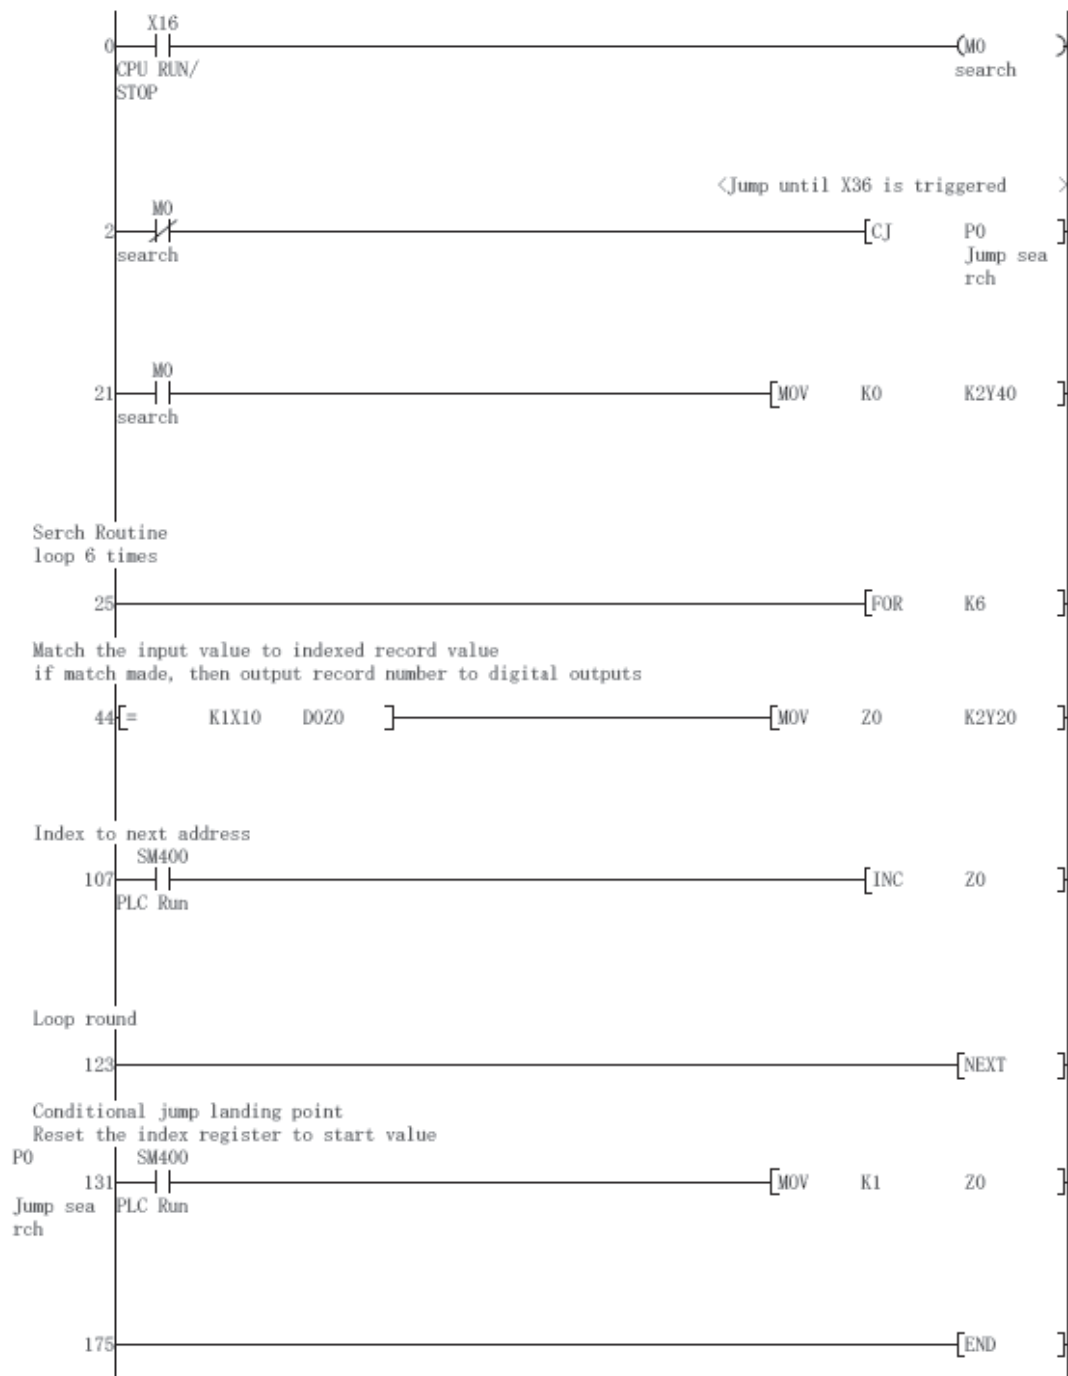 X16
0 (M0 )
CPU RUN/ search
STOP
<Jump until X36 is triggered >
M0
2 [CJ P0 ]
search Jump sea
rch
M0
21 [MOV K0 K2Y40 ]
search
Serch Routine
loop 6 times
25 [FOR K6 ]
Match the input value to indexed record value
if match made, then output record number to digital outputs
44 [= K1X10 D0Z0 ] [MOV Z0 K2Y20 ]
Index to next address
SM400
107 [INC Z0 ]
PLC Run
Loop round
123 [NEXT ]
Conditional jump landing point
Reset the index register to start value
P0 SM400
131 [MOV K1 Z0 ]
Jump sea PLC Run
rch
175 [END ]